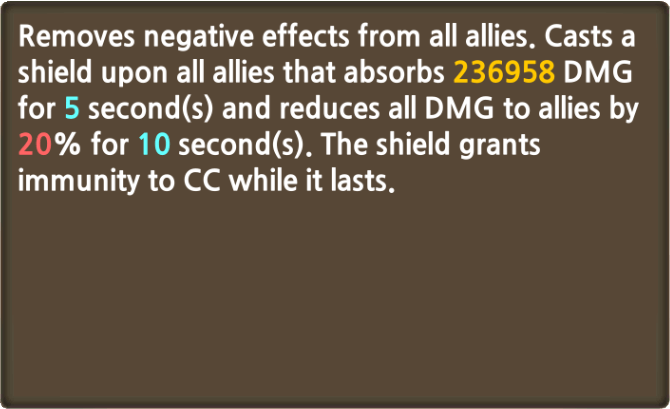 Removes negative effects from all allies. Casts a
shield upon all allies that absorbs 236958 DMG
for 5 second(s) and reduces all DMG to allies by
20% for 10 second(s). The shield grants
immunity to CC while it lasts.